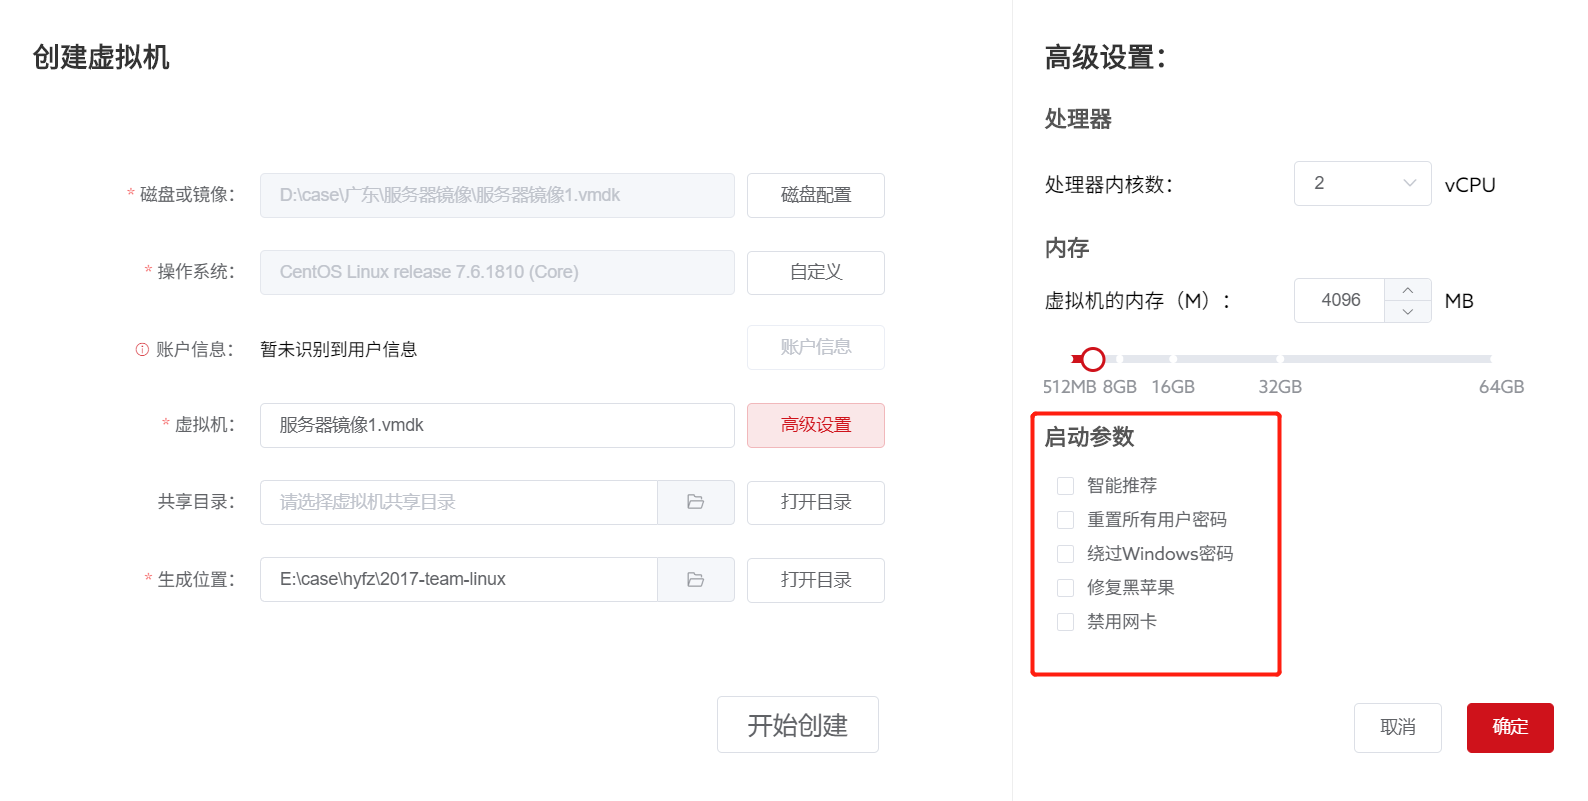 创建虚拟机
* 磁盘或镜像： D:\case\广东\服务器镜像\服务器镜像1.vmdk 磁盘配置
* 操作系统： CentOS Linux release 7.6.1810 (Core) 自定义
账户信息： 暂未识别到用户信息 账户信息
* 虚拟机： 服务器镜像1.vmdk 高级设置
共享目录： 请选择虚拟机共享目录 打开目录
* 生成位置： E:\case\hyfz\2017-team-linux 打开目录
开始创建
高级设置：
处理器
处理器内核数： 2 vCPU
内存
虚拟机的内存（M）： 4096 MB
512MB 8GB 16GB 32GB 64GB
启动参数
智能推荐
重置所有用户密码
绕过Windows密码
修复黑苹果
禁用网卡
取消 确定